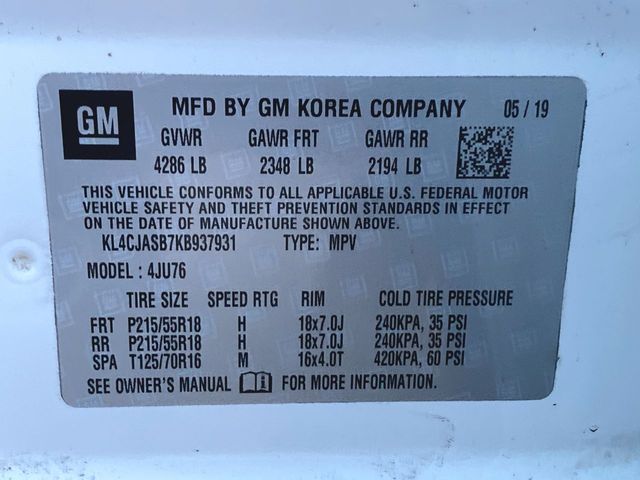 GM MFD BY GM KOREA COMPANY 05 / 19
GVWR GAWR FRT GAWR RR
4286 LB 2348 LB 2194 LB
THIS VEHICLE CONFORMS TO ALL APPLICABLE U.S. FEDERAL MOTOR
VEHICLE SAFETY AND THEFT PREVENTION STANDARDS IN EFFECT
ON THE DATE OF MANUFACTURE SHOWN ABOVE.
KL4CJASB7KB937931 TYPE: MPV
MODEL : 4JU76
TIRE SIZE SPEED RTG RIM COLD TIRE PRESSURE
FRT P215/55R18 H 18x7.0J 240KPA, 35 PSI
RR P215/55R18 H 18x7.0J 240KPA, 35 PSI
SPA T125/70R16 M 16x4.0T 420KPA, 60 PSI
SEE OWNER'S MANUAL FOR MORE INFORMATION.